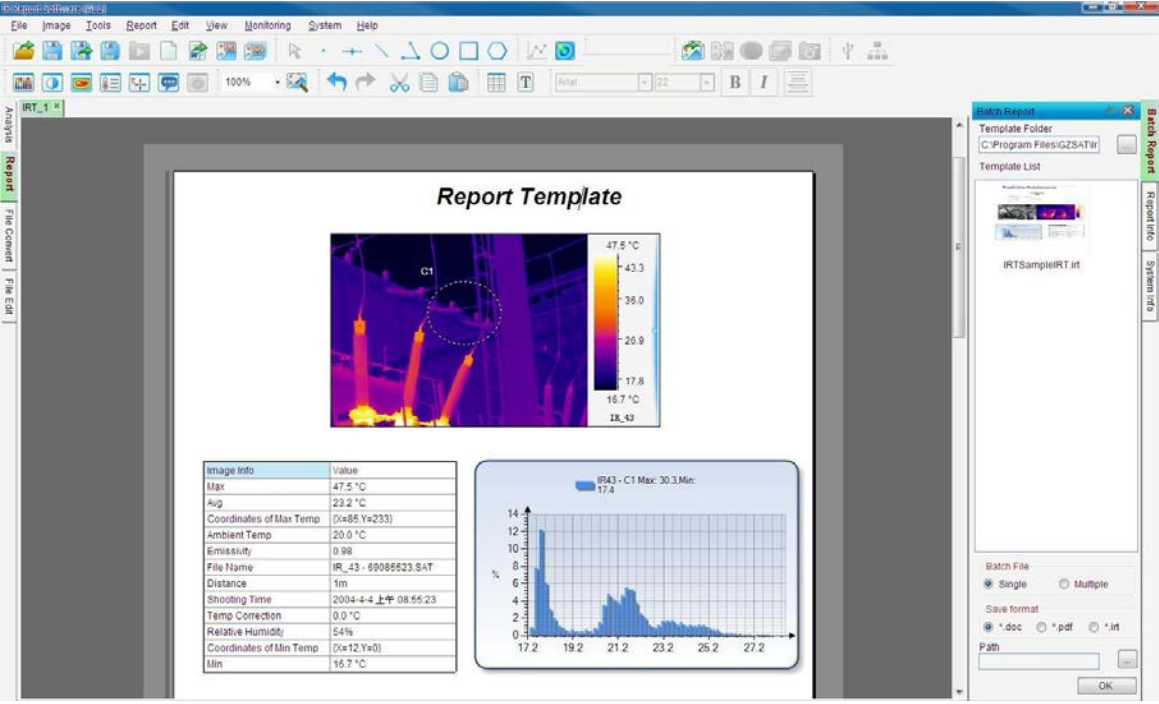 IR Report Software (V1.0)
File Image Tools Report Edit View Monitoring System Help
100%
Arial 22 B I
IRT_1
Analysis
Report
File Convert
File Edit
Report Template
C1
47.5 °C
43.3
35.0
26.9
17.8
16.7 °C
IR_43
Image Info Value
Max 47.5 °C
Avg 23.2 °C
Coordinates of Max Temp (X=85,Y=233)
Ambient Temp 20.0 °C
Emissivity 0.98
File Name IR_43 - 69085523.SAT
Distance 1m
Shooting Time 2004-4-4 上午 08:55:23
Temp Correction 0.0 °C
Relative Humidity 54%
Coordinates of Min Temp (X=12,Y=0)
Min 16.7 °C
IR43 - C1 Max: 30.3,Min:
17.4
%
14
12
10
8
6
4
2
0
17.2 19.2 21.2 23.2 25.2 27.2
Batch Report
Template Folder
C:\Program Files\GZSAT\Ir ...
Template List
IRTSampleIRT.irt
Batch File
Single Multiple
Save format
*.doc *.pdf *.irt
Path
...
OK
Batch Report
Report Info
System Info